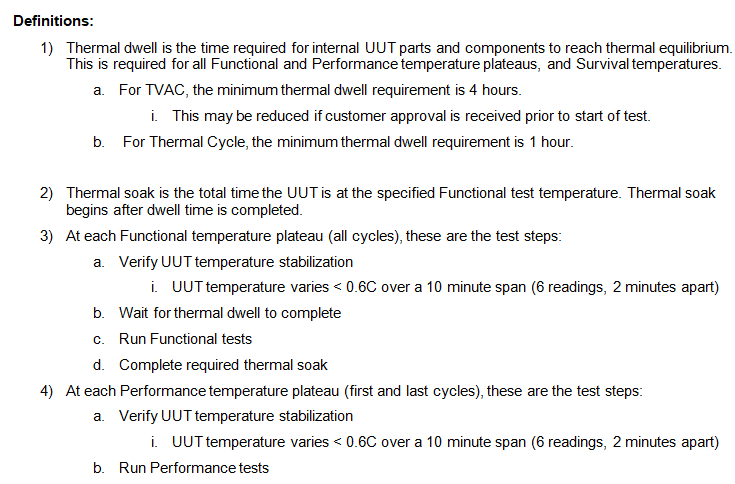 Definitions:
1) Thermal dwell is the time required for internal UUT parts and components to reach thermal equilibrium.
This is required for all Functional and Performance temperature plateaus, and Survival temperatures.
a. For TVAC, the minimum thermal dwell requirement is 4 hours.
i. This may be reduced if customer approval is received prior to start of test.
b. For Thermal Cycle, the minimum thermal dwell requirement is 1 hour.
2) Thermal soak is the total time the UUT is at the specified Functional test temperature. Thermal soak
begins after dwell time is completed.
3) At each Functional temperature plateau (all cycles), these are the test steps:
a. Verify UUT temperature stabilization
i. UUT temperature varies < 0.6C over a 10 minute span (6 readings, 2 minutes apart)
b. Wait for thermal dwell to complete
c. Run Functional tests
d. Complete required thermal soak
4) At each Performance temperature plateau (first and last cycles), these are the test steps:
a. Verify UUT temperature stabilization
i. UUT temperature varies < 0.6C over a 10 minute span (6 readings, 2 minutes apart)
b. Run Performance tests